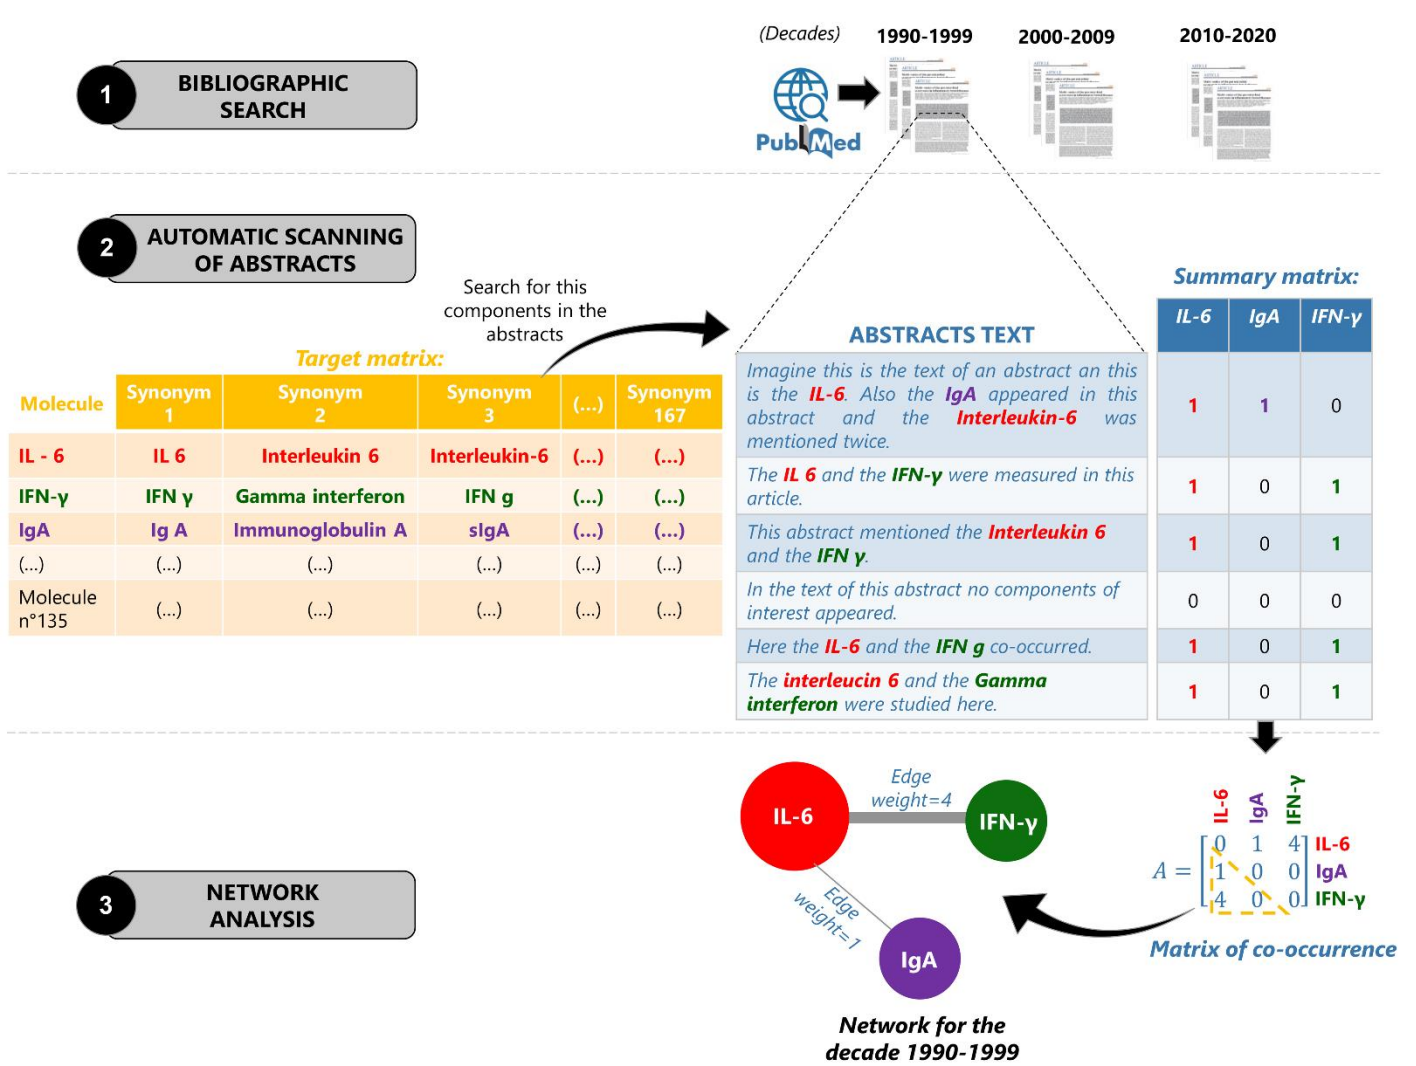 (Decades)
1990-1999
2000-2009
2010-2020
1
BIBLIOGRAPHIC
SEARCH
PubMed
ARTICLE
ARTICLE
ARTICLE
2
AUTOMATIC SCANNING
OF ABSTRACTS
Search for this
components in the
abstracts
Target matrix:
Molecule
Synonym
1
Synonym
2
Synonym
3
(...)
Synonym
167
IL - 6
IL 6
Interleukin 6
Interleukin-6
(...)
(...)
IFN-γ
IFN γ
Gamma interferon
IFN g
(...)
(...)
IgA
Ig A
Immunoglobulin A
sIgA
(...)
(...)
(...)
(...)
(...)
(...)
(...)
(...)
Molecule
n°135
(...)
(...)
(...)
(...)
(...)
ABSTRACTS TEXT
Imagine this is the text of an abstract an this
is the IL-6. Also the IgA appeared in this
abstract and the Interleukin-6 was
mentioned twice.
The IL 6 and the IFN-γ were measured in this
article.
This abstract mentioned the Interleukin 6
and the IFN γ.
In the text of this abstract no components of
interest appeared.
Here the IL-6 and the IFN g co-occurred.
The interleucin 6 and the Gamma
interferon were studied here.
Summary matrix:
IL-6 IgA IFN-γ
1 1 0
1 0 1
1 0 1
0 0 0
1 0 1
1 0 1
3
NETWORK
ANALYSIS
IL-6
Edge
weight=4
IFN-γ
Edge
weight=1
IgA
Network for the
decade 1990-1999
IL-6
IgA
IFN-γ
A =
0 1 4 IL-6
1 0 0 IgA
4 0 0 IFN-γ
Matrix of co-occurrence